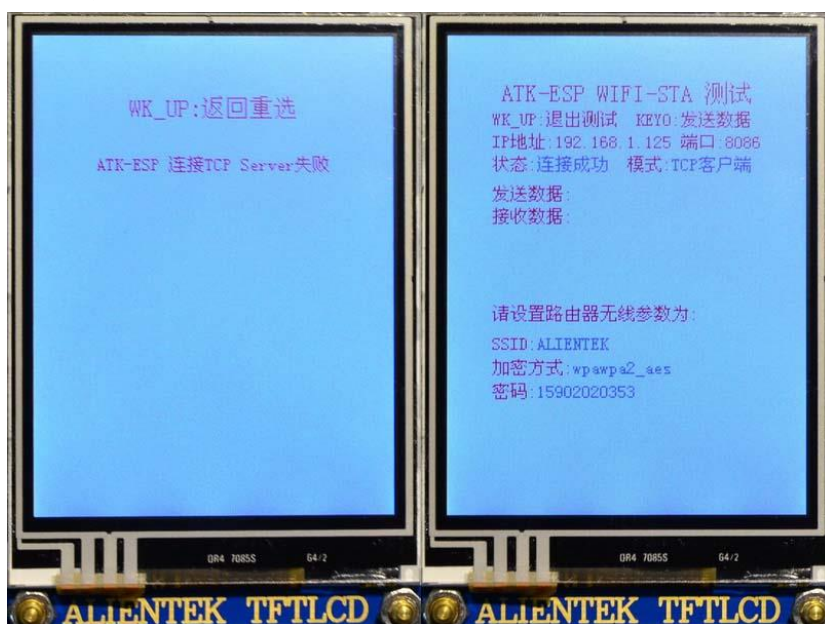 WK_UP:返回重选
ATK-ESP 连接TCP Server失败
QR4 7085S G4/2
ALIENTEK TFTLCD
ATK-ESP WIFI-STA 测试
WK_UP:退出测试 KEY0:发送数据
IP地址:192.168.1.125 端口:8086
状态:连接成功 模式:TCP客户端
发送数据:
接收数据:
请设置路由器无线参数为:
SSID:ALIENTEK
加密方式:wpawpa2_aes
密码:15902020353
QR4 7085S G4/2
ALIENTEK TFTLCD